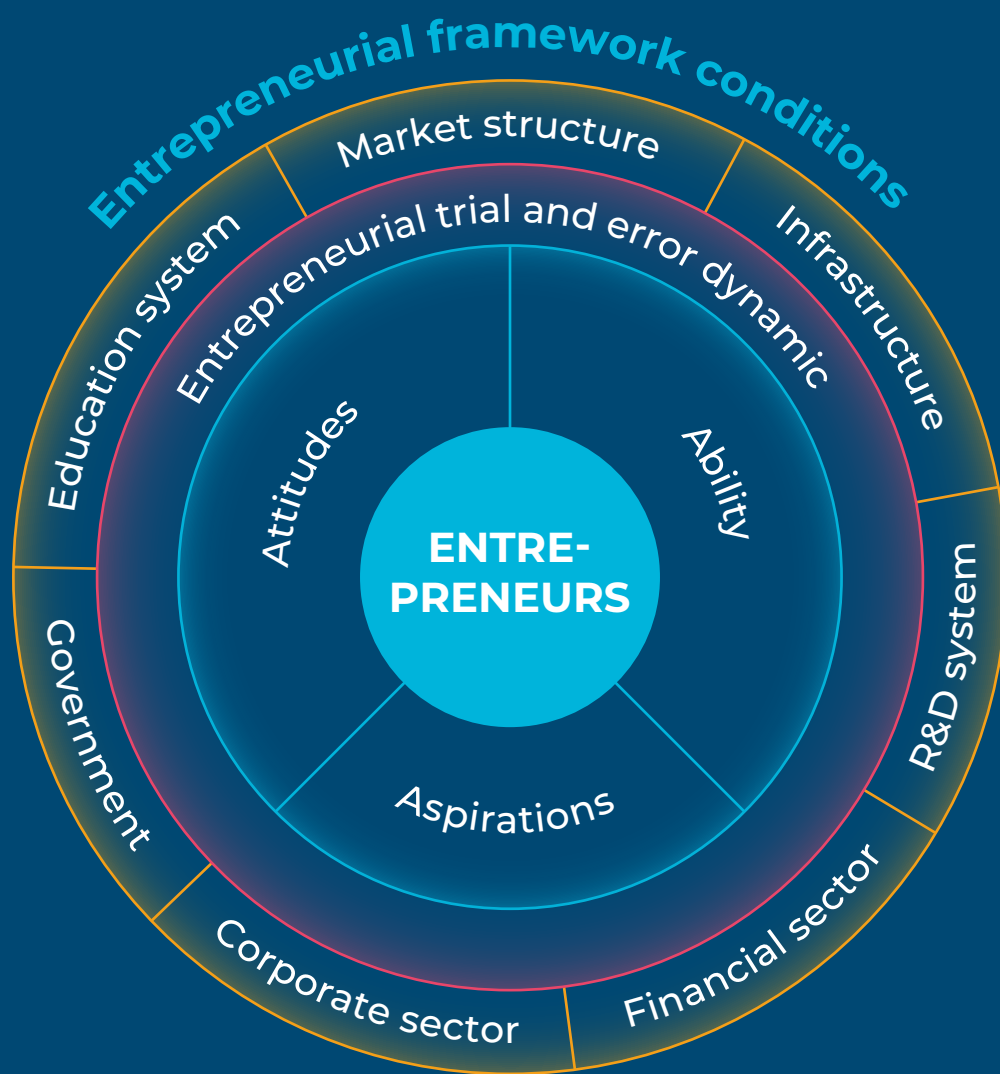 Entrepreneurial framework conditions
Market structure
Infrastructure
R&D system
Financial sector
Corporate sector
Government
Education system
Entrepreneurial trial and error dynamic
Attitudes
Ability
Aspirations
ENTRE-
PRENEURS